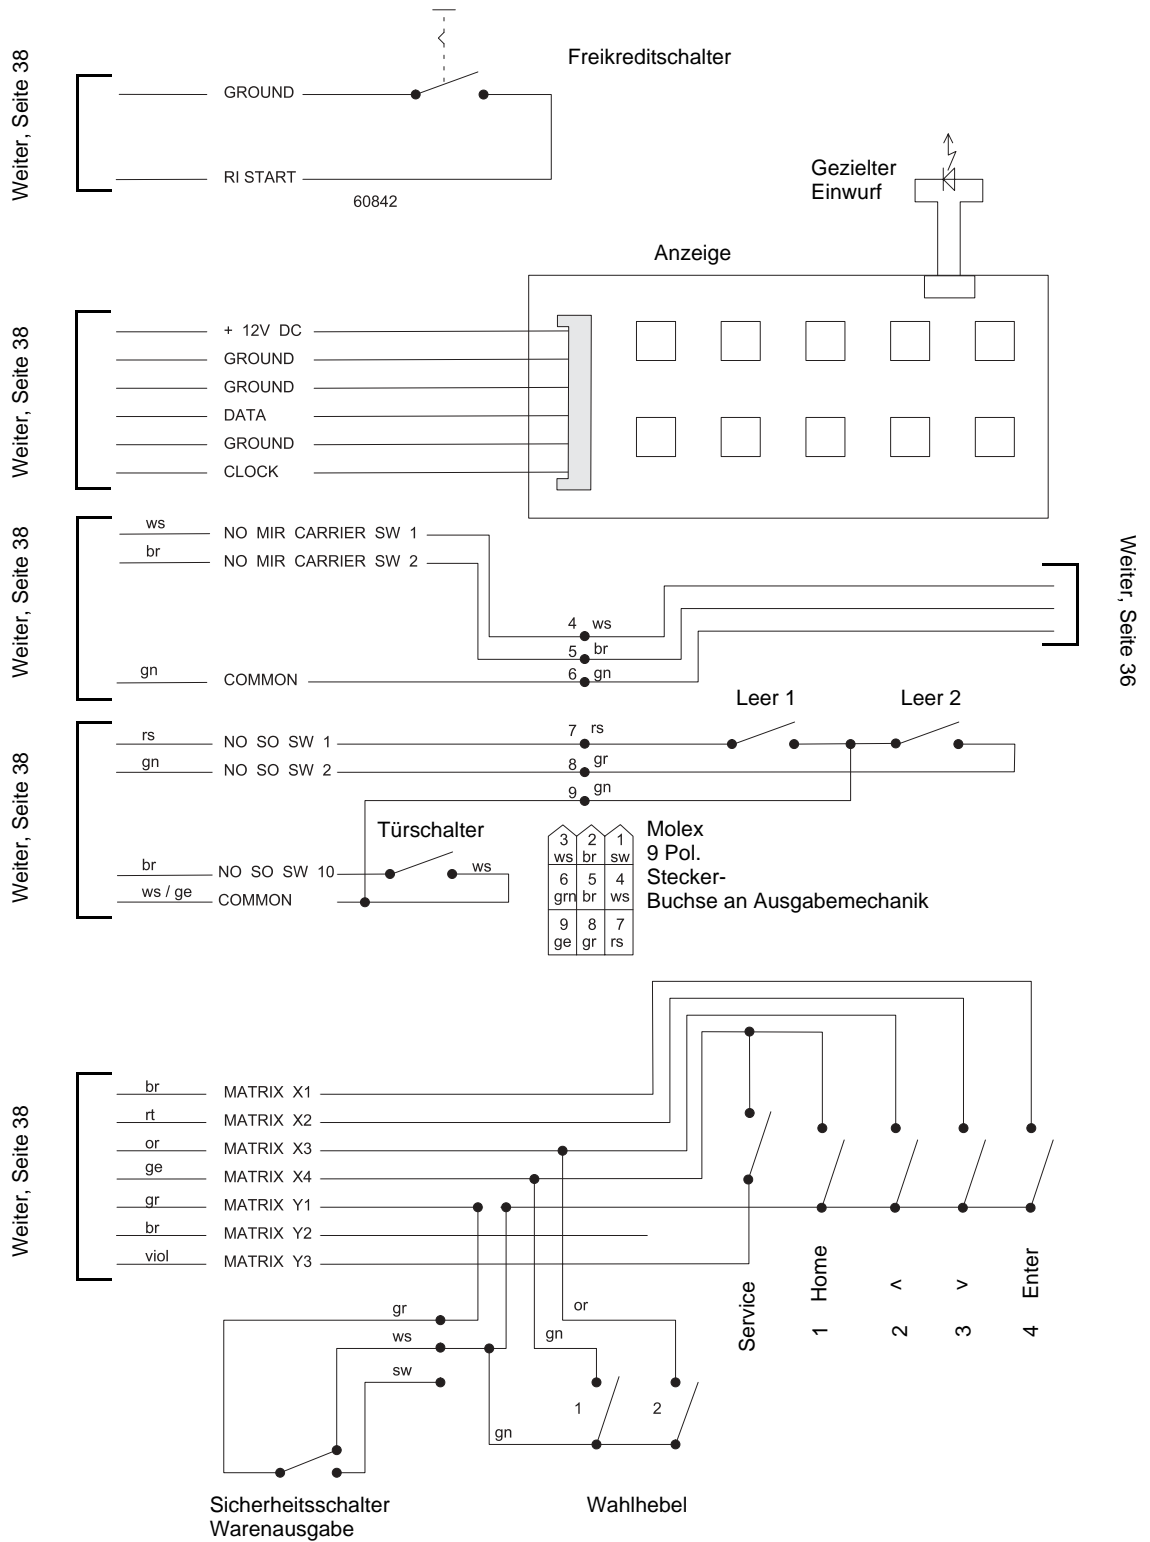 Weiter, Seite 38
Freikreditschalter
GROUND
RI START
60842
Gezielter
Einwurf
Anzeige
Weiter, Seite 38
+ 12V DC
GROUND
GROUND
DATA
GROUND
CLOCK
Weiter, Seite 38
ws NO MIR CARRIER SW 1
br NO MIR CARRIER SW 2
gn COMMON
4 ws
5 br
6 gn
Weiter, Seite 36
Leer 1
Leer 2
Weiter, Seite 38
rs NO SO SW 1
7 rs
gn NO SO SW 2
8 gr
9 gn
Türschalter
br NO SO SW 10
ws
ws / ge COMMON
3 2 1
ws br sw
6 5 4
grn br ws
9 8 7
ge gr rs
Molex
9 Pol.
Stecker-
Buchse an Ausgabemechanik
Weiter, Seite 38
br MATRIX X1
rt MATRIX X2
or MATRIX X3
ge MATRIX X4
gr MATRIX Y1
br MATRIX Y2
viol MATRIX Y3
Service
1 Home
2 <
3 >
4 Enter
gr
ws
sw
or
gn
1
2
gn
Sicherheitsschalter
Warenausgabe
Wahlhebel